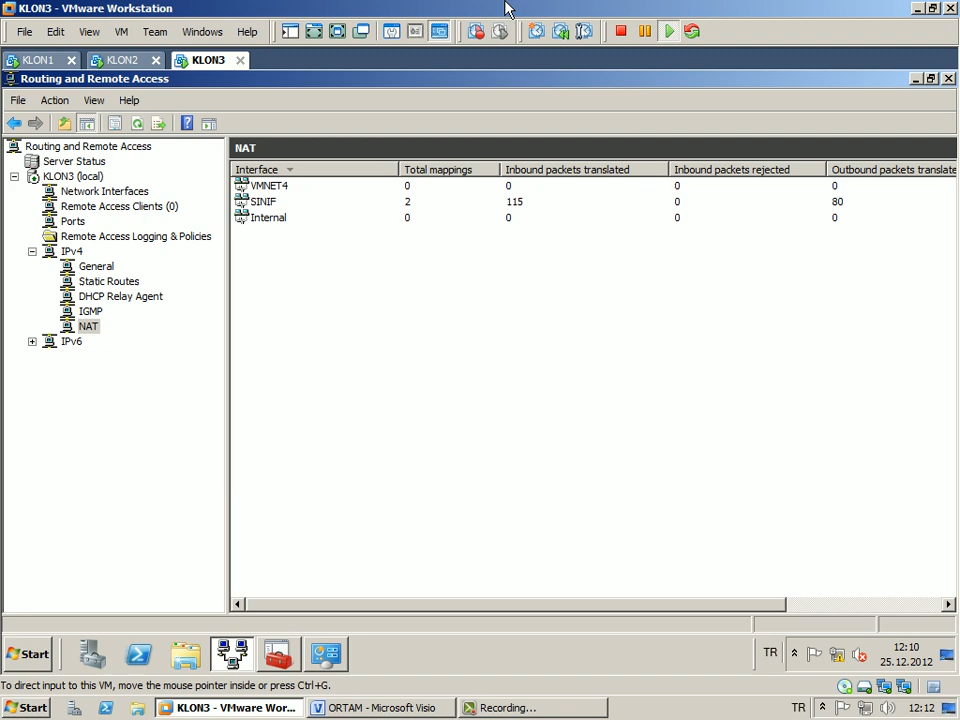 KLON3 - VMware Workstation
File Edit View VM Team Windows Help
KLON1 KLON2 KLON3
Routing and Remote Access
File Action View Help
Routing and Remote Access
Server Status
KLON3 (local)
Network Interfaces
Remote Access Clients (0)
Ports
Remote Access Logging & Policies
IPv4
General
Static Routes
DHCP Relay Agent
IGMP
NAT
IPv6
NAT
Interface Total mappings Inbound packets translated Inbound packets rejected Outbound packets translate
VMNET4 0 0 0 0
SINIF 2 115 0 80
Internal 0 0 0 0
Start TR 12:10
25.12.2012
To direct input to this VM, move the mouse pointer inside or press Ctrl+G.
Start KLON3 - VMware Wor... ORTAM - Microsoft Visio Recording... TR 12:12